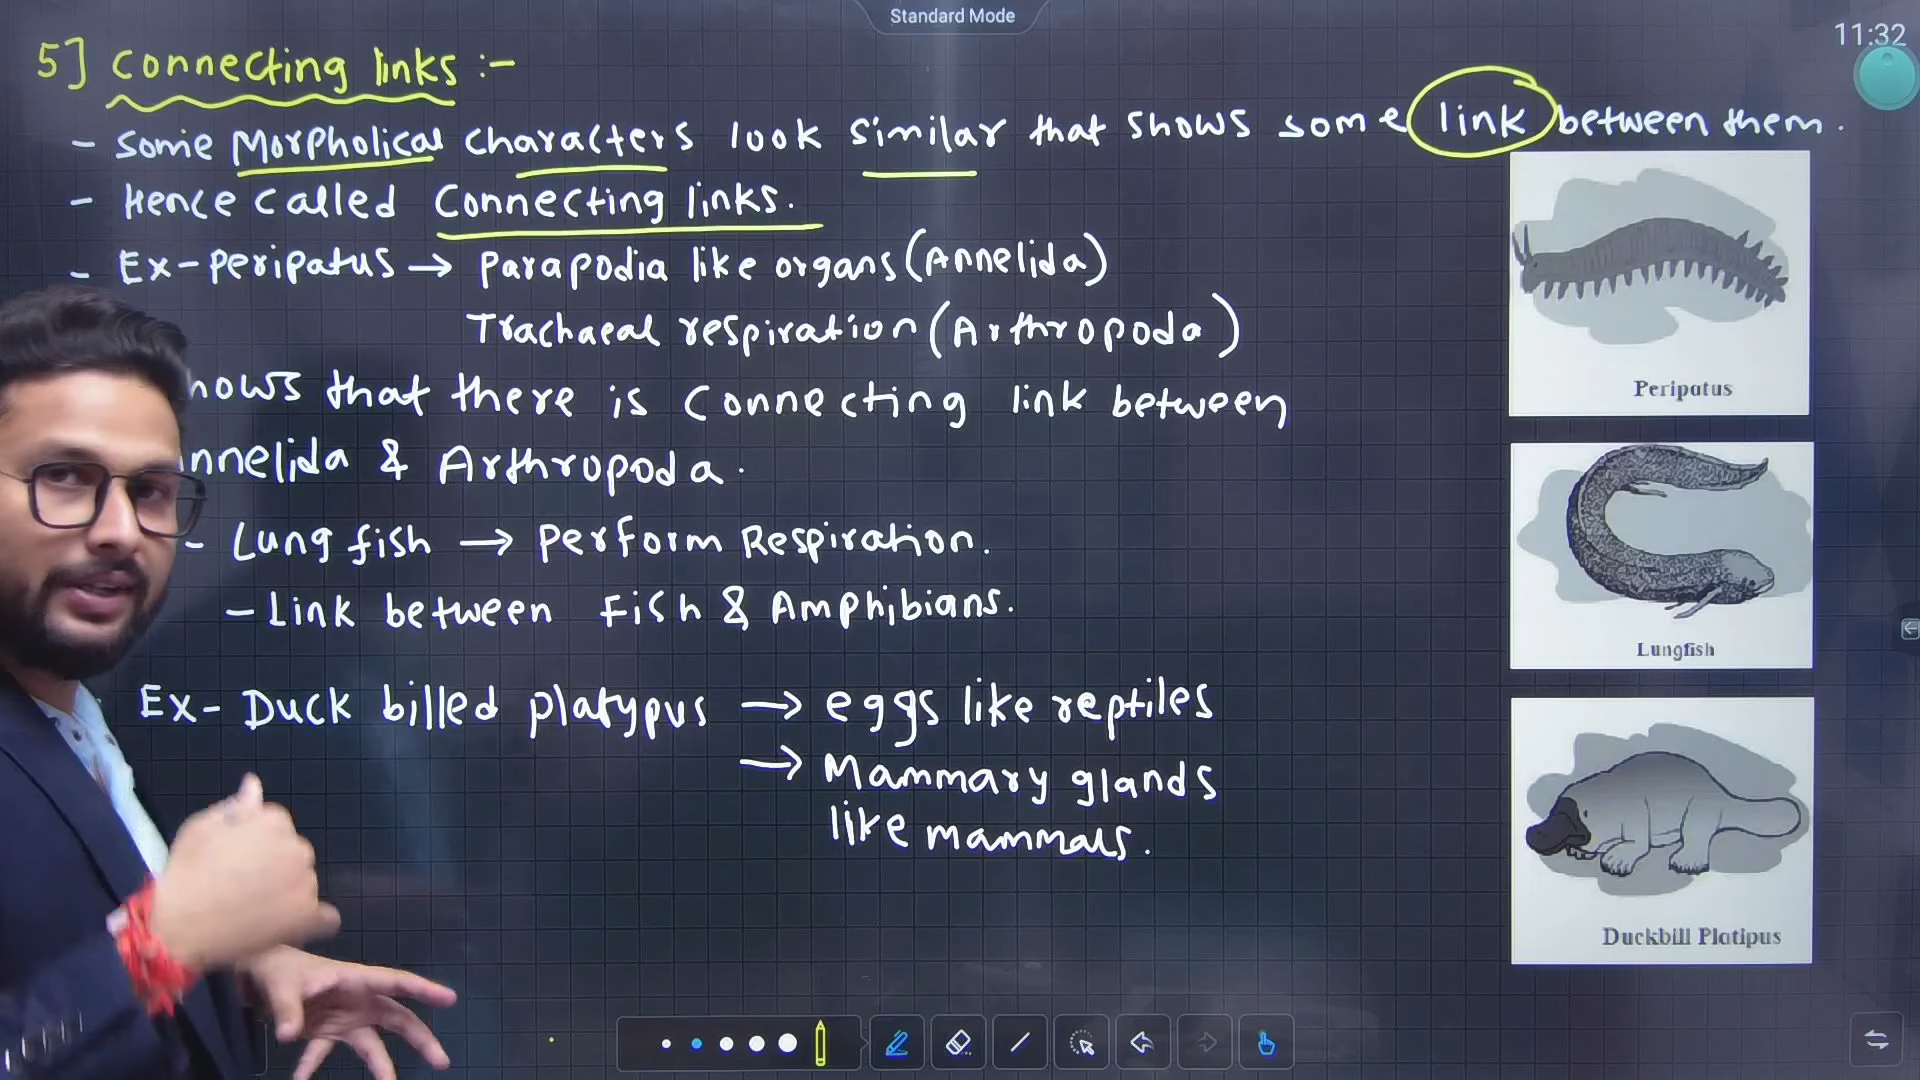 Standard Mode
11:32
5] Connecting links :-
- Some Morpholical characters look similar that shows some link between them.
- Hence called Connecting links.
- Ex - Peripatus → Parapodia like organs (Annelida)
Trachaeal respiration (Arthropoda)
hows that there is connecting link between
nnelida & Arthropoda.
- Lung fish → Perform Respiration.
- Link between Fish & Amphibians.
Ex - Duck billed platypus → eggs like reptiles
→ Mammary glands
like mammals.
Peripatus
Lungfish
Duckbill Platipus